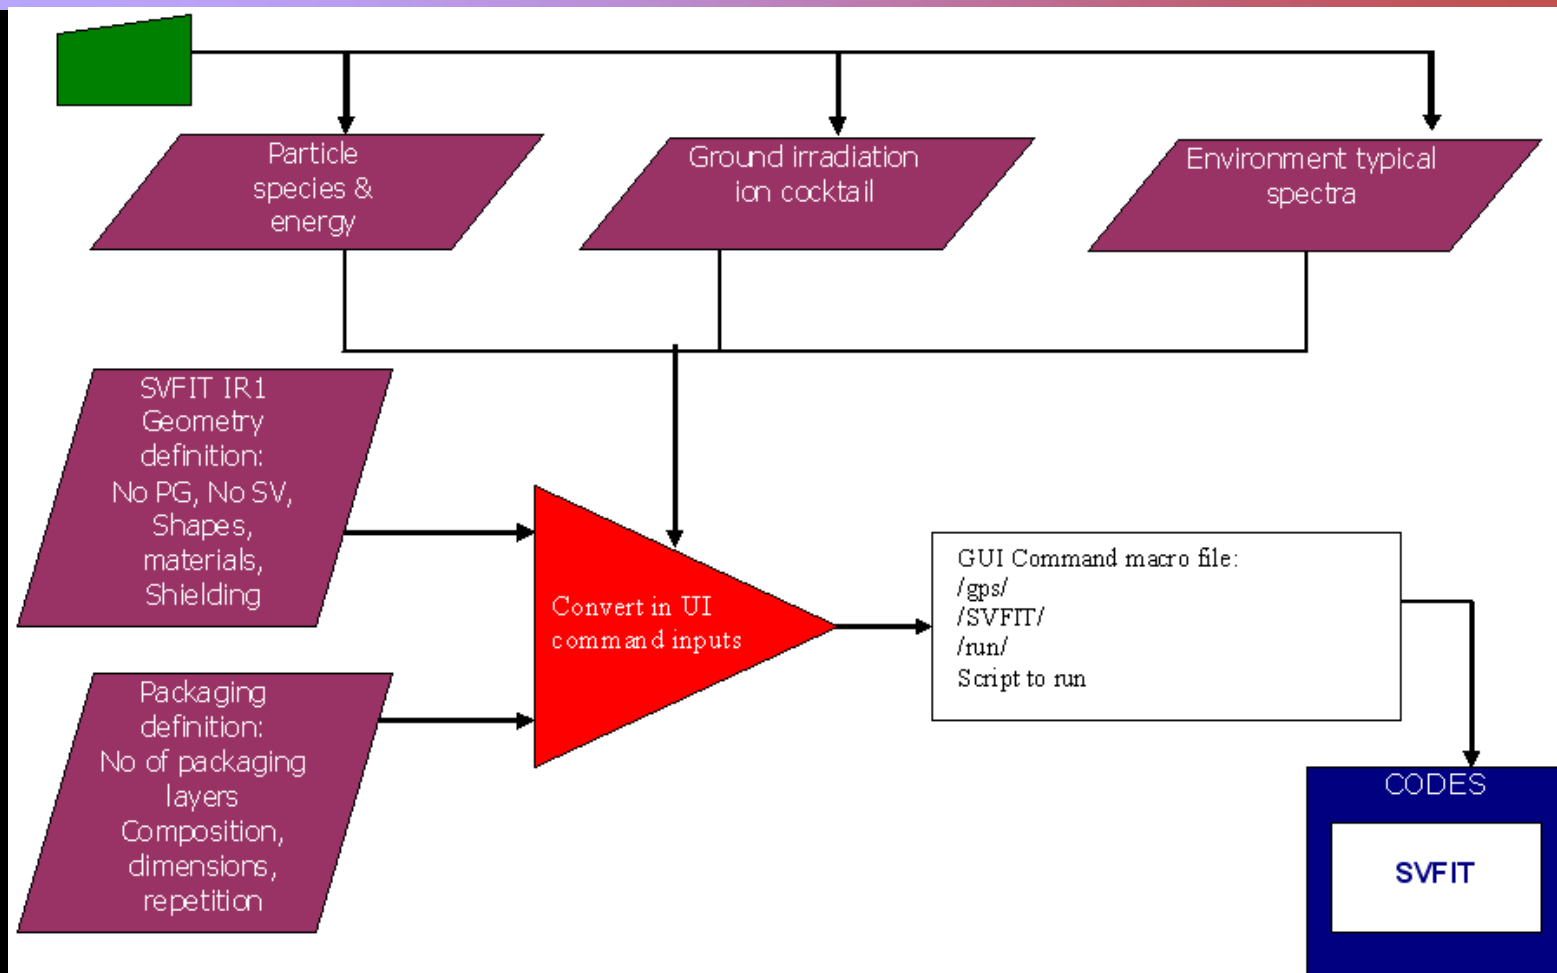 Particle
species &
energy
Ground irradiation
ion cocktail
Environment typical
spectra
SVFIT IR1
Geometry
definition:
No PG, No SV,
Shapes,
materials,
Shielding
Convert in UI
command inputs
GUI Command macro file:
/gps/
/SVFIT/
/run/
Script to run
Packaging
definition:
No of packaging
layers
Composition,
dimensions,
repetition
CODES
SVFIT